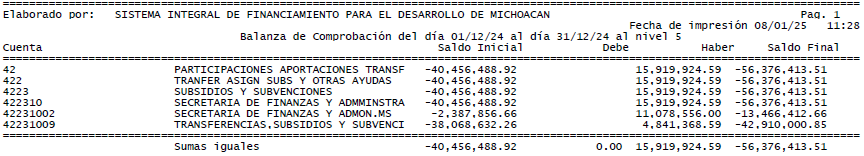 Elaborado por: SISTEMA INTEGRAL DE FINANCIAMIENTO PARA EL DESARROLLO DE MICHOACAN Pag. 1
Fecha de impresión 08/01/25 11:28
Balanza de Comprobación del día 01/12/24 al día 31/12/24 al nivel 5
Cuenta Saldo Inicial Debe Haber Saldo Final
42 PARTICIPACIONES APORTACIONES TRANSF -40,456,488.92 15,919,924.59 -56,376,413.51
422 TRANFER ASIGN SUBS Y OTRAS AYUDAS -40,456,488.92 15,919,924.59 -56,376,413.51
4223 SUBSIDIOS Y SUBVENCIONES -40,456,488.92 15,919,924.59 -56,376,413.51
422310 SECRETARIA DE FINANZAS Y ADMMINSTRA -40,456,488.92 15,919,924.59 -56,376,413.51
42231002 SECRETARIA DE FINANZAS Y ADMON.MS -2,387,856.66 11,078,556.00 -13,466,412.66
42231009 TRANSFERENCIAS,SUBSIDIOS Y SUBVENCI -38,068,632.26 4,841,368.59 -42,910,000.85
Sumas iguales -40,456,488.92 0.00 15,919,924.59 -56,376,413.51